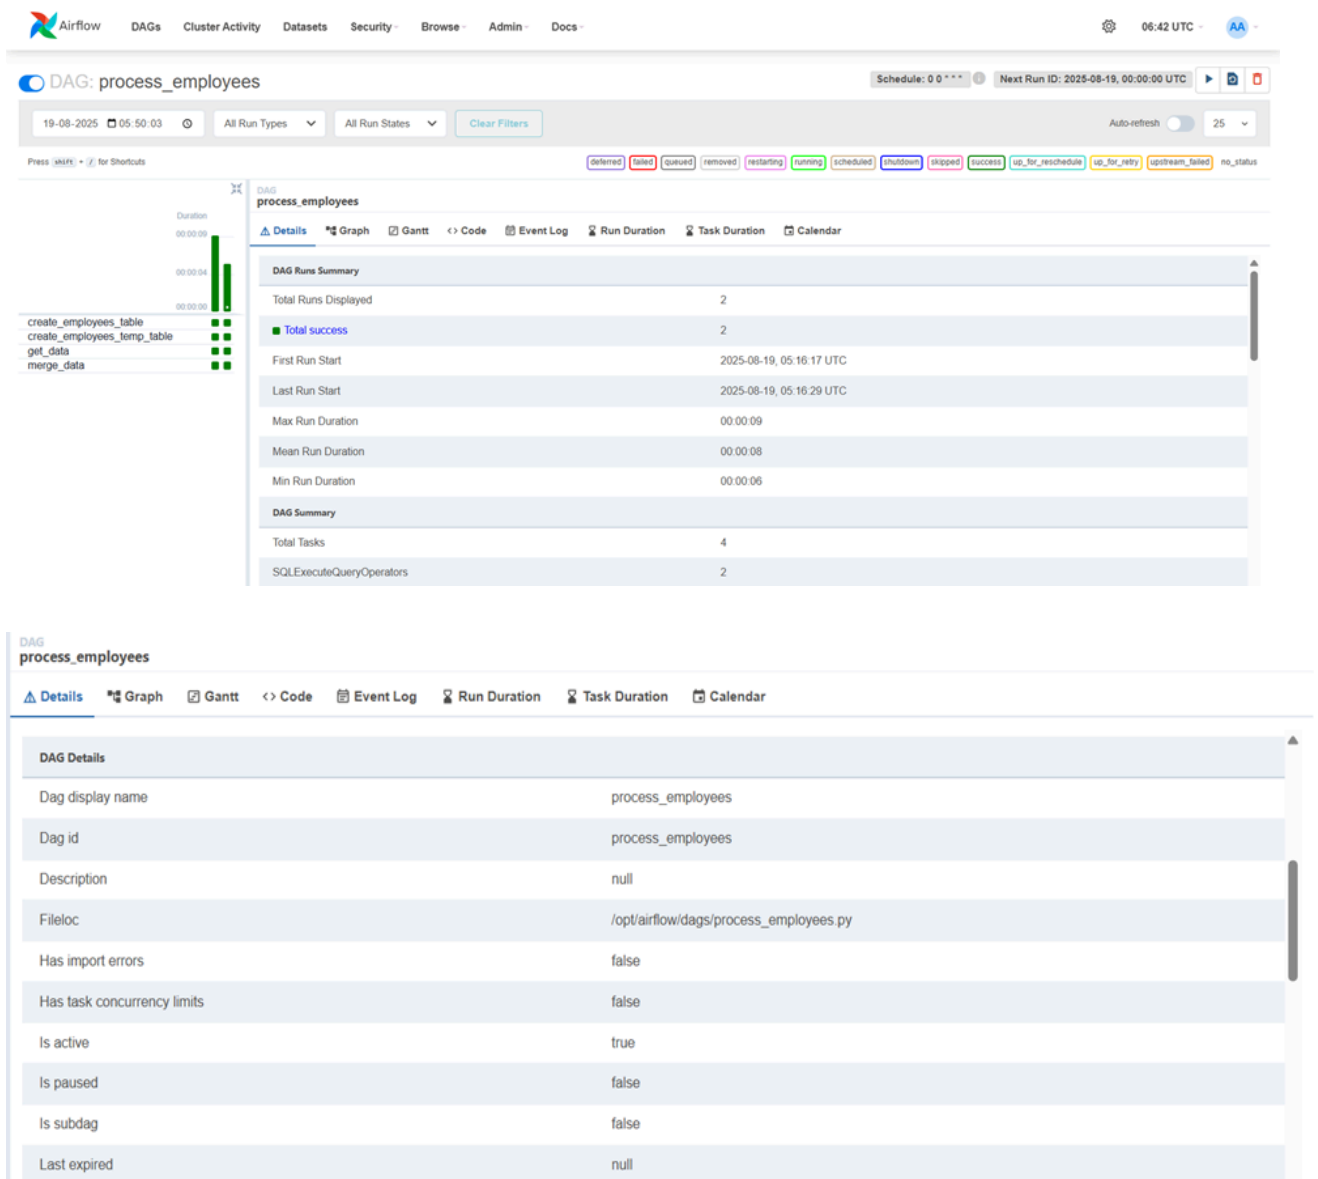 Airflow DAGs Cluster Activity Datasets Security Browse Admin Docs 06:42 UTC AA
DAG: process_employees Schedule: 0 0 * * * Next Run ID: 2025-08-19, 00:00:00 UTC
19-08-2025 05:50:03 All Run Types All Run States Clear Filters Auto-refresh 25
Press shift + / for Shortcuts deferred failed queued removed restarting running scheduled shutdown skipped success up_for_reschedule up_for_retry upstream_failed no_status
Duration
00:00:09
00:00:04
00:00:00
create_employees_table
create_employees_temp_table
get_data
merge_data
DAG
process_employees
Details Graph Gantt <> Code Event Log Run Duration Task Duration Calendar
DAG Runs Summary
Total Runs Displayed 2
Total success 2
First Run Start 2025-08-19, 05:16:17 UTC
Last Run Start 2025-08-19, 05:16:29 UTC
Max Run Duration 00:00:09
Mean Run Duration 00:00:08
Min Run Duration 00:00:06
DAG Summary
Total Tasks 4
SQLExecuteQueryOperators 2
DAG
process_employees
Details Graph Gantt <> Code Event Log Run Duration Task Duration Calendar
DAG Details
Dag display name process_employees
Dag id process_employees
Description null
Fileloc /opt/airflow/dags/process_employees.py
Has import errors false
Has task concurrency limits false
Is active true
Is paused false
Is subdag false
Last expired null